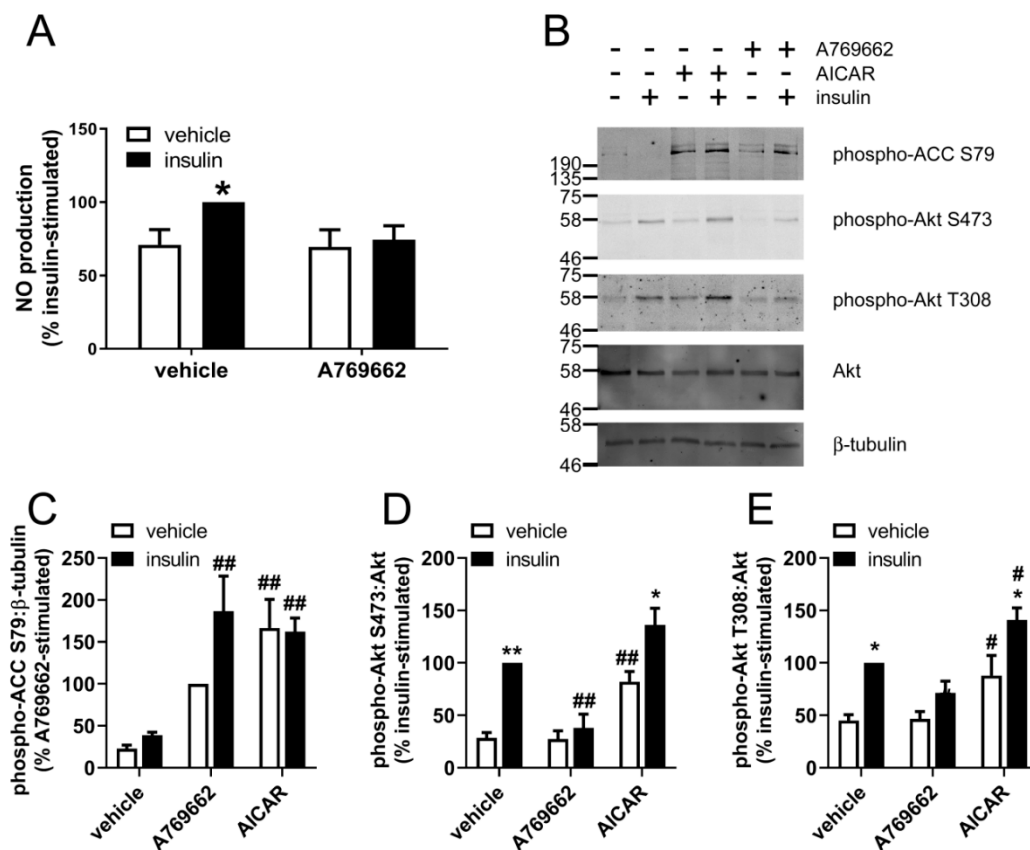 A
vehicle
insulin
NO production
(% insulin-stimulated)
150
100
50
0
*
vehicle
A769662
B
- - - - + + A769662
- - + + - - AICAR
- + - + - + insulin
190
135
phospho-ACC S79
75
58
46
phospho-Akt S473
75
58
46
phospho-Akt T308
75
58
46
Akt
58
46
β-tubulin
C
vehicle
insulin
phospho-ACC S79:β-tubulin
(% A769662-stimulated)
250
200
150
100
50
0
##
##
##
vehicle
A769662
AICAR
D
vehicle
insulin
phospho-Akt S473:Akt
(% insulin-stimulated)
200
150
100
50
0
**
##
##
*
vehicle
A769662
AICAR
E
vehicle
insulin
phospho-Akt T308:Akt
(% insulin-stimulated)
200
150
100
50
0
*
#
#
*
vehicle
A769662
AICAR